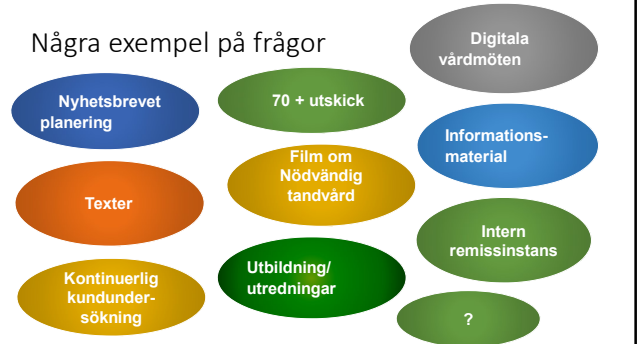 Några exempel på frågor
Digitala
vårdmöten
Nyhetsbrevet
planering
70 + utskick
Informations-
material
Film om
Nödvändig
tandvård
Texter
Intern
remissinstans
Kontinuerlig
kundunder-
sökning
Utbildning/
utredningar
?